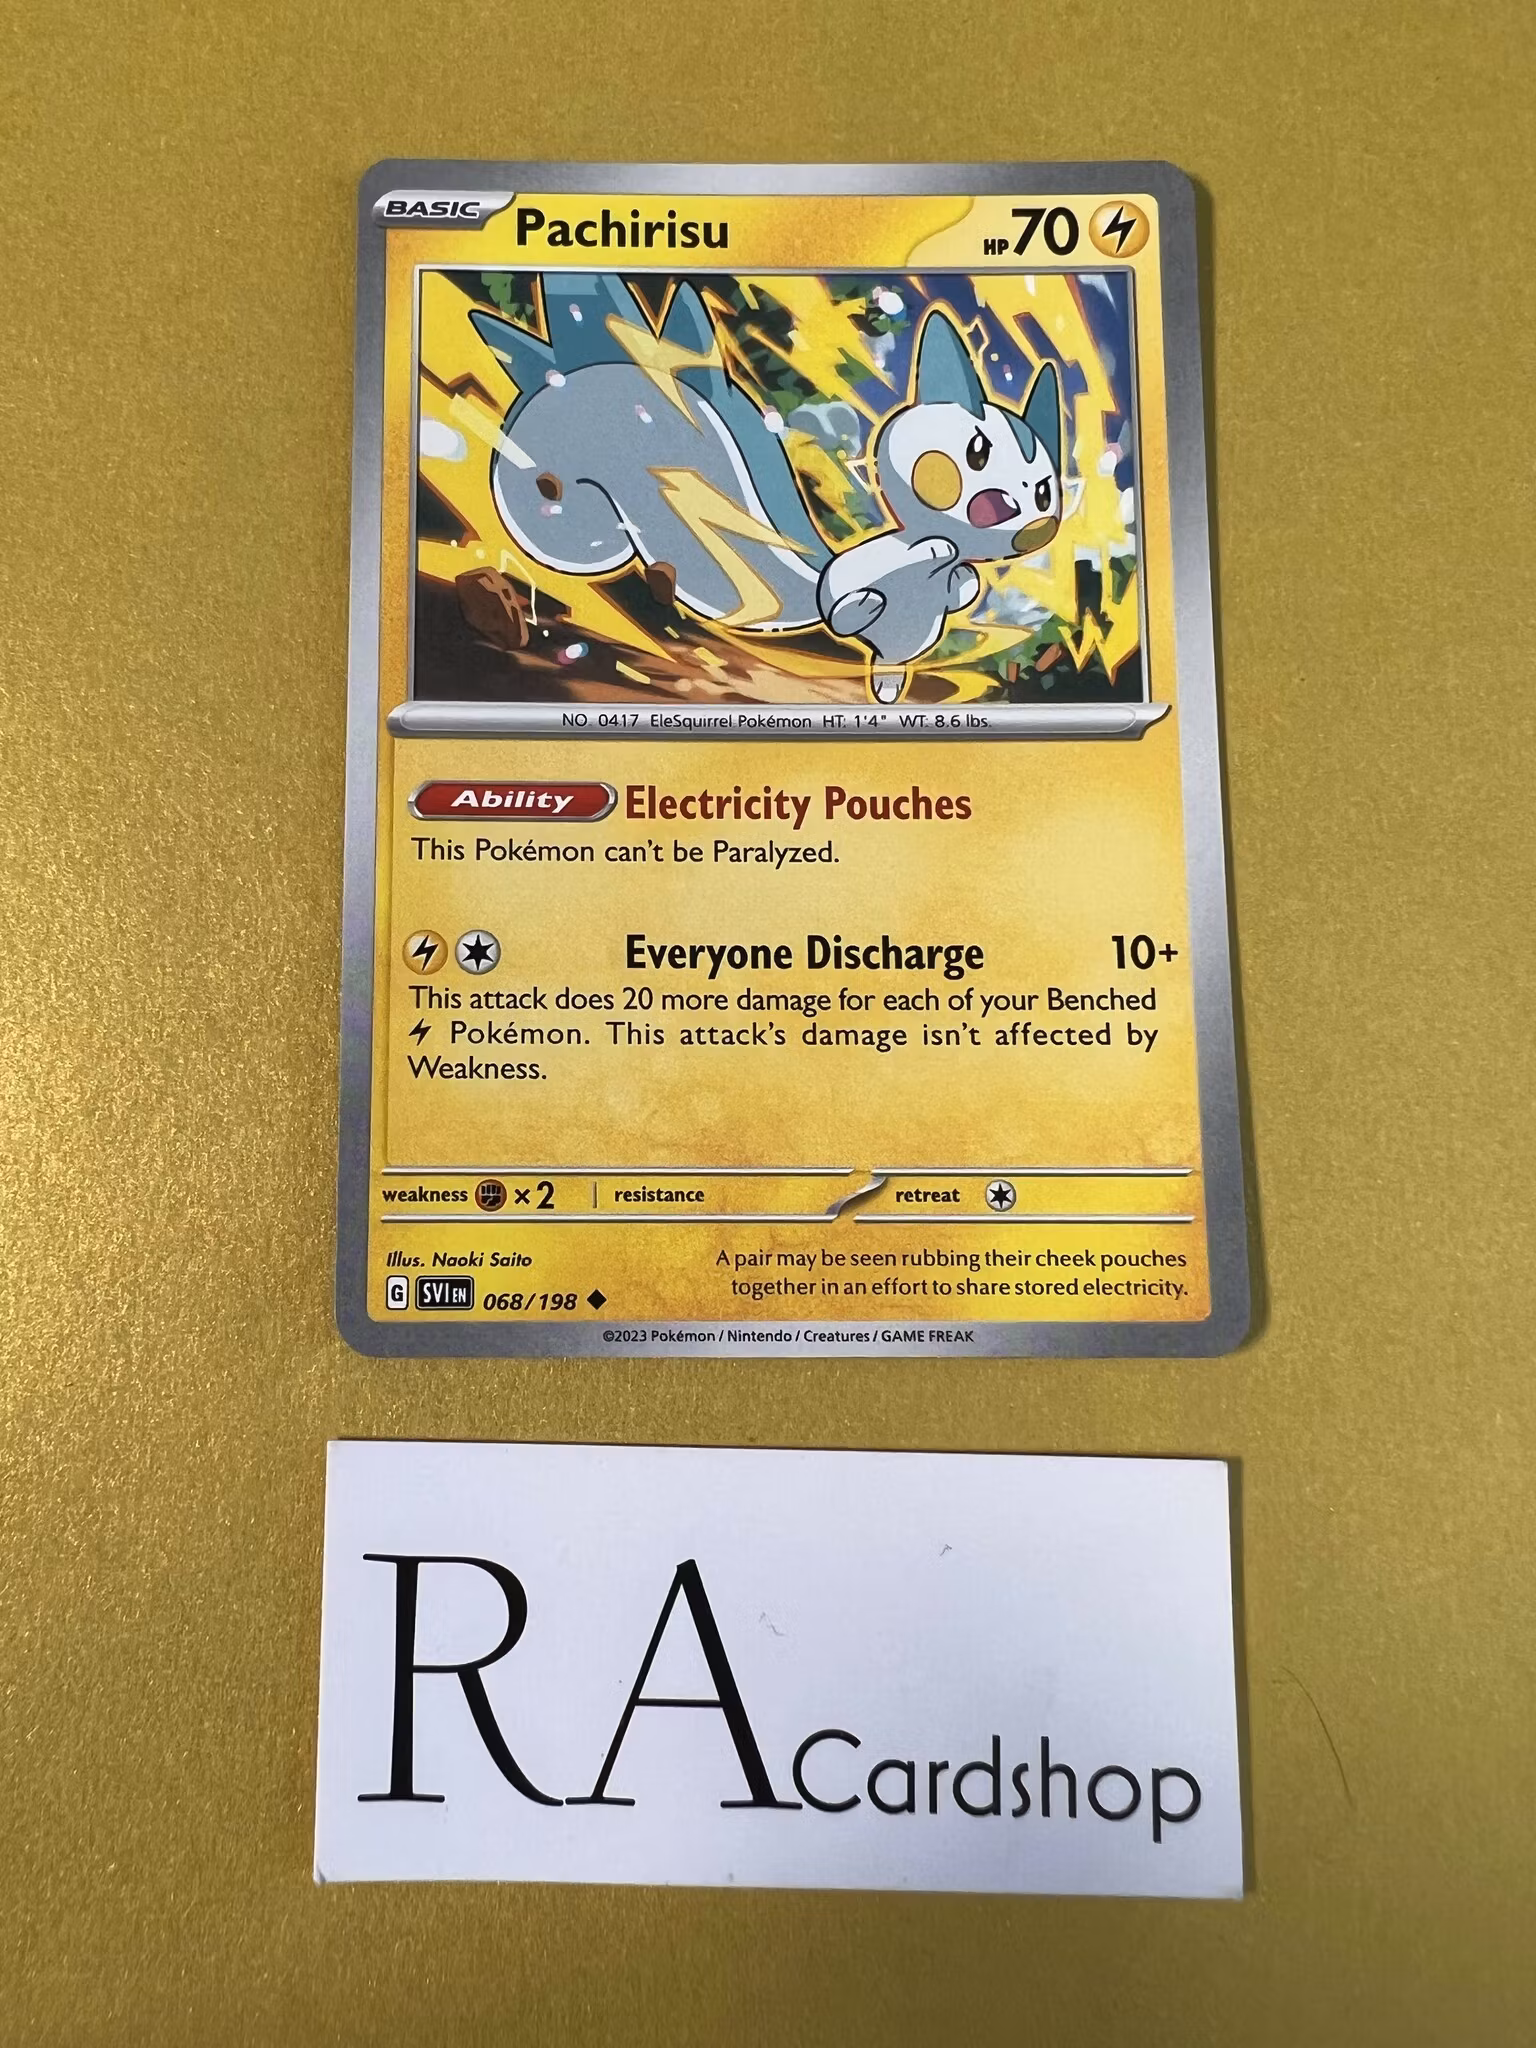 BASIC Pachirisu HP 70
NO. 0417 EleSquirrel Pokémon HT: 1'4" WT: 8.6 lbs.
Ability Electricity Pouches
This Pokémon can't be Paralyzed.
Everyone Discharge 10+
This attack does 20 more damage for each of your Benched
Pokémon. This attack's damage isn't affected by
Weakness.
weakness ×2 resistance retreat
Illus. Naoki Saito
A pair may be seen rubbing their cheek pouches
together in an effort to share stored electricity.
G SVI EN 068/198
©2023 Pokémon / Nintendo / Creatures / GAME FREAK
RA Cardshop